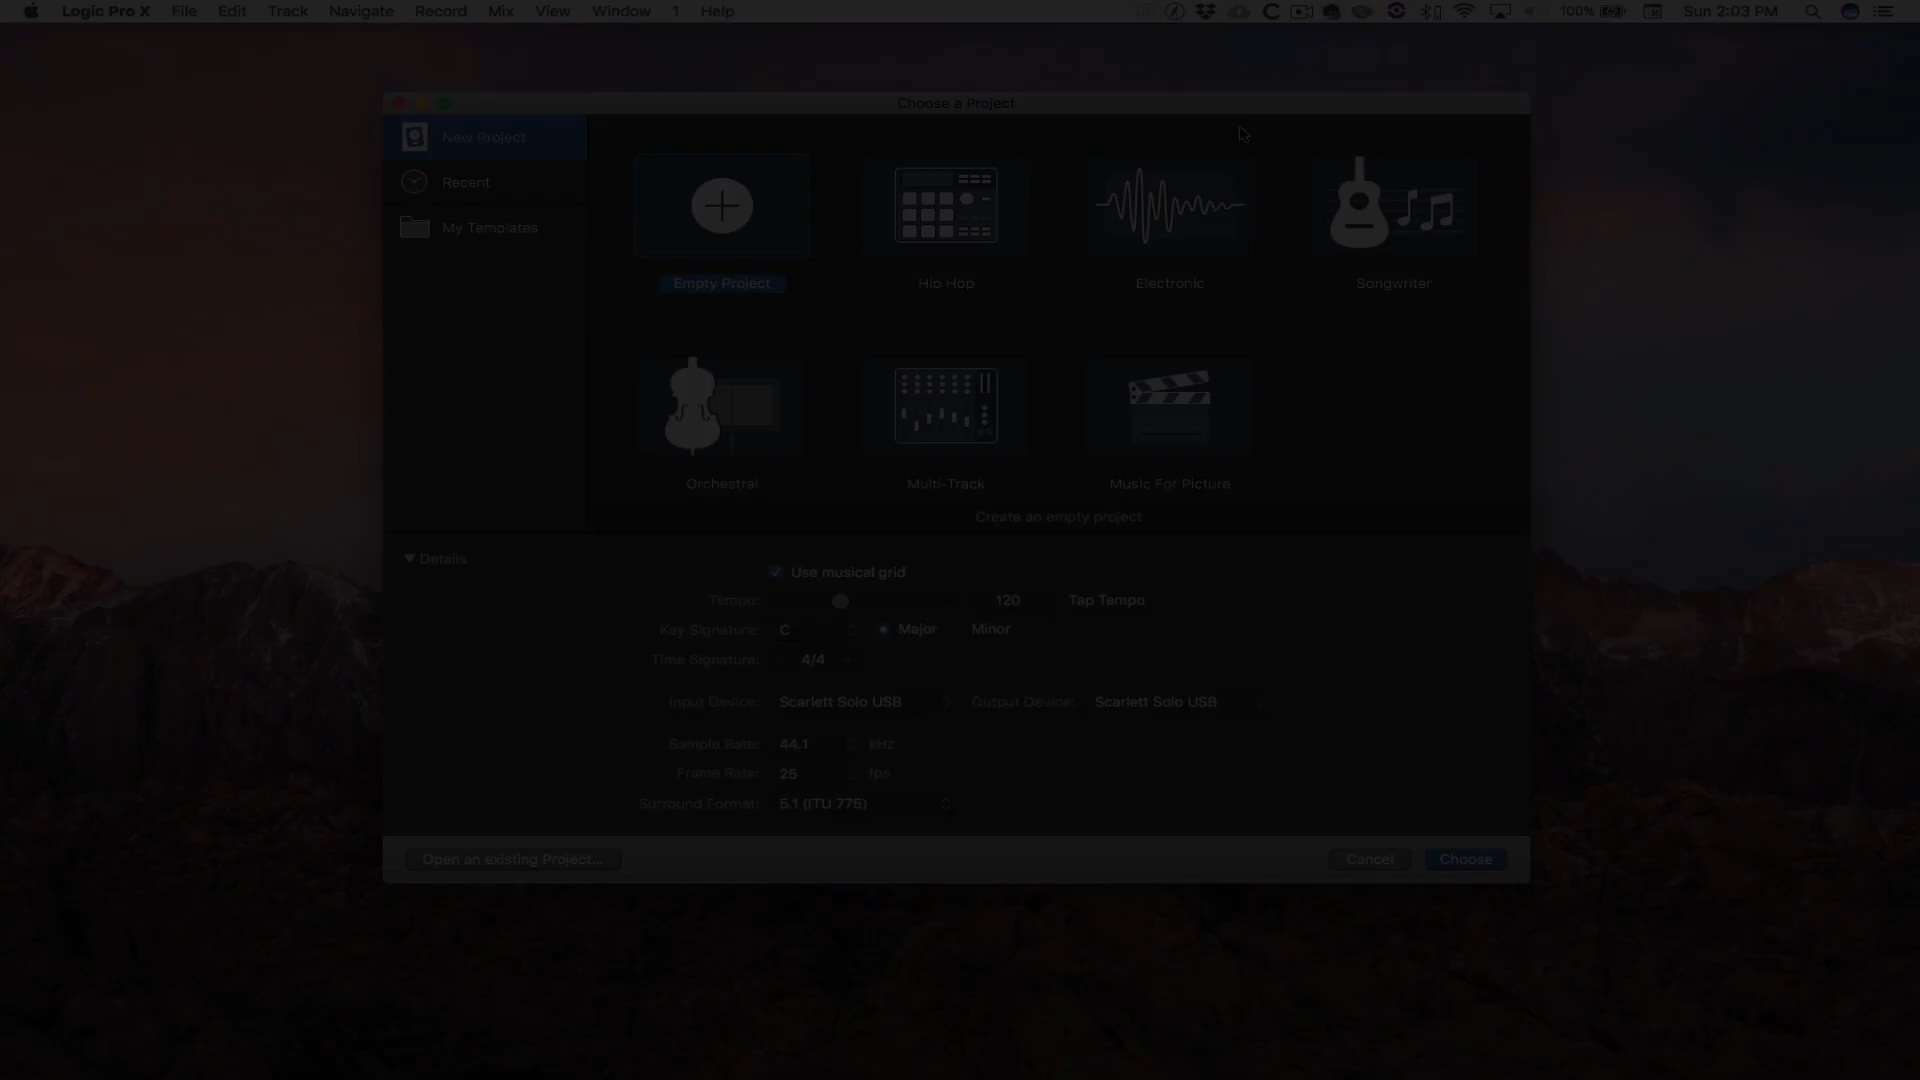 Logic Pro X File Edit Track Navigate Record Mix View Window 1 Help 100% Sun 2:03 PM
Choose a Project
New Project
Recent
My Templates
Empty Project Hip Hop Electronic Songwriter
Orchestral Multi-Track Music For Picture
Create an empty project
Details
Use musical grid
Tempo: 120 Tap Tempo
Key Signature: C Major Minor
Time Signature: 4/4
Input Device: Scarlett Solo USB Output Device: Scarlett Solo USB
Sample Rate: 44.1 kHz
Frame Rate: 25 fps
Surround Format: 5.1 (ITU 775)
Open an existing Project... Cancel Choose